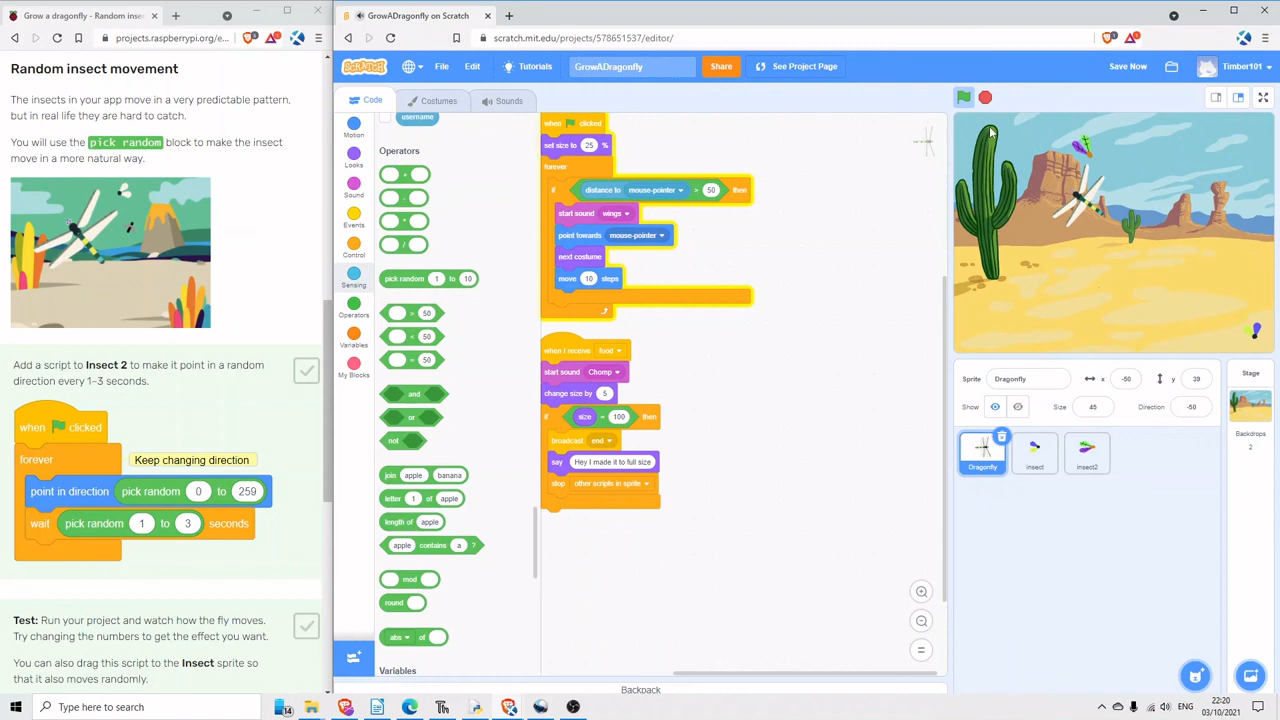 Grow a dragonfly - Random inse
GrowADragonfly on Scratch
projects.raspberrypi.org/e...
scratch.mit.edu/projects/578651537/editor/
Random insect movement
The insects in your app move in a very predictable pattern,
but in real life they are hard to catch.
You will use the pick random block to make the insect
move in a more natural way.
Add a script to Insect 2 to make it point in a random
direction every 1-3 seconds.
when clicked
forever
Keep changing direction
point in direction pick random 0 to 259
wait pick random 1 to 3 seconds
Test: Run your project and watch how the fly moves.
Try changing the numbers to get the effect you want.
You can also drag this script to the Insect sprite so
that it also moves randomly.
SCRATCH
File
Edit
Tutorials
GrowADragonfly
Share
See Project Page
Save Now
Timber101
Code
Costumes
Sounds
Motion
Looks
Sound
Events
Control
Sensing
Operators
Variables
My Blocks
username
Operators
+
-
*
/
pick random 1 to 10
> 50
< 50
= 50
and
or
not
join apple banana
letter 1 of apple
length of apple
apple contains a ?
mod
round
abs of
Variables
when clicked
set size to 25 %
forever
if distance to mouse-pointer > 50 then
start sound wings
point towards mouse-pointer
next costume
move 10 steps
when I receive food
start sound Chomp
change size by 5
if size = 100 then
broadcast end
say Hey I made it to full size
stop other scripts in sprite
Backpack
Sprite Dragonfly x -50 y 39
Show Size 45 Direction -50
Stage
Backdrops
2
Dragonfly
insect
insect2
Type here to search
14
ENG
22:20
03/10/2021